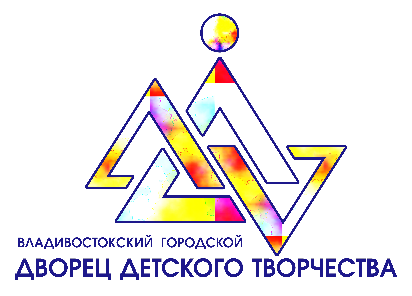 ВЛАДИВОСТОКСКИЙ ГОРОДСКОЙ
ДВОРЕЦ ДЕТСКОГО ТВОРЧЕСТВА